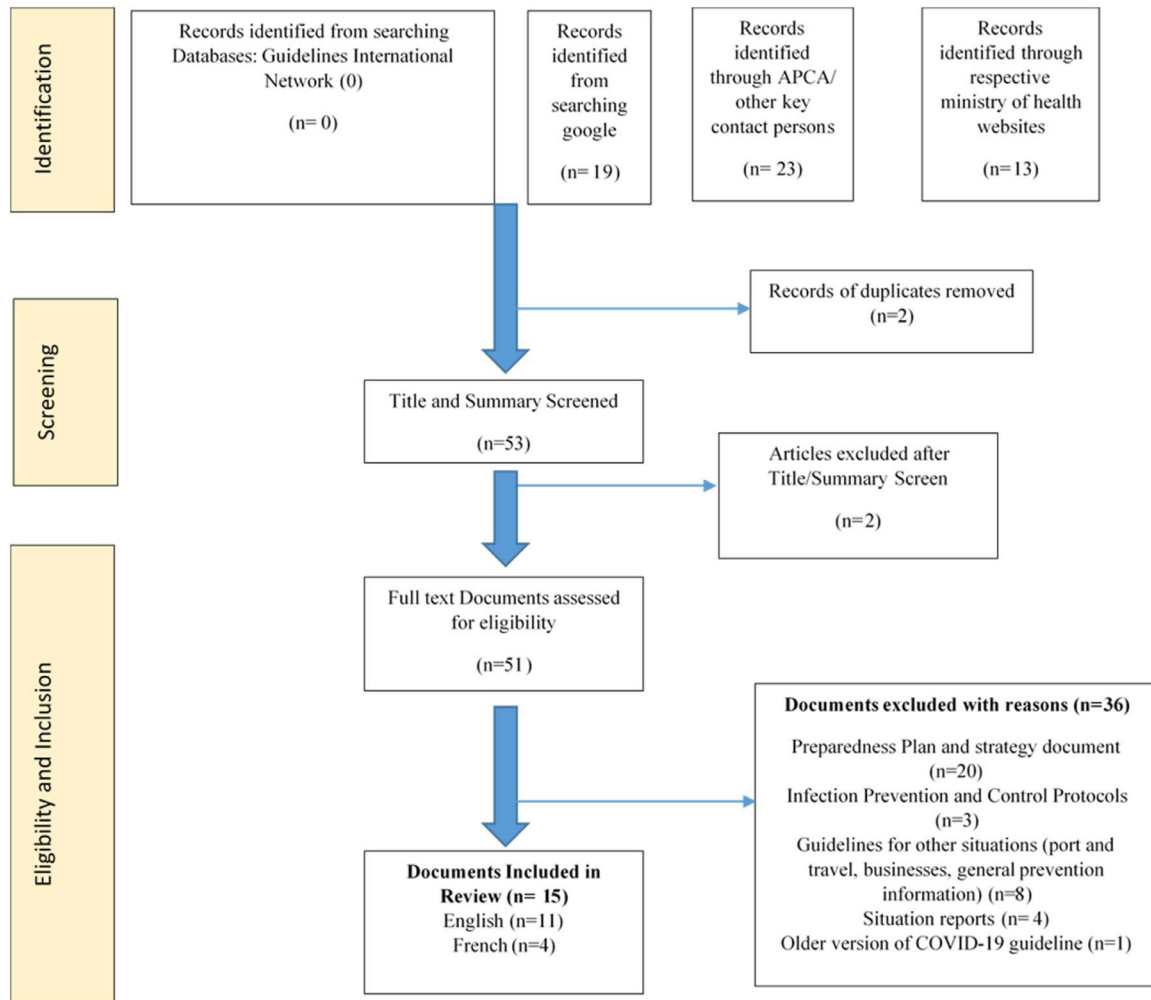 Identification
Records identified from searching
Databases: Guidelines International
Network (0)
(n= 0)
Records
identified
from
searching
google
(n= 19)
Records
identified
through APCA/
other key
contact persons
(n= 23)
Records
identified through
respective
ministry of health
websites
(n=13)
Screening
Records of duplicates removed
(n=2)
Title and Summary Screened
(n=53)
Articles excluded after
Title/Summary Screen
(n=2)
Eligibility and Inclusion
Full text Documents assessed
for eligibility
(n=51)
Documents excluded with reasons (n=36)
Preparedness Plan and strategy document
(n=20)
Infection Prevention and Control Protocols
(n=3)
Guidelines for other situations (port and
travel, businesses, general prevention
information) (n=8)
Situation reports (n= 4)
Older version of COVID-19 guideline (n=1)
Documents Included in
Review (n= 15)
English (n=11)
French (n=4)